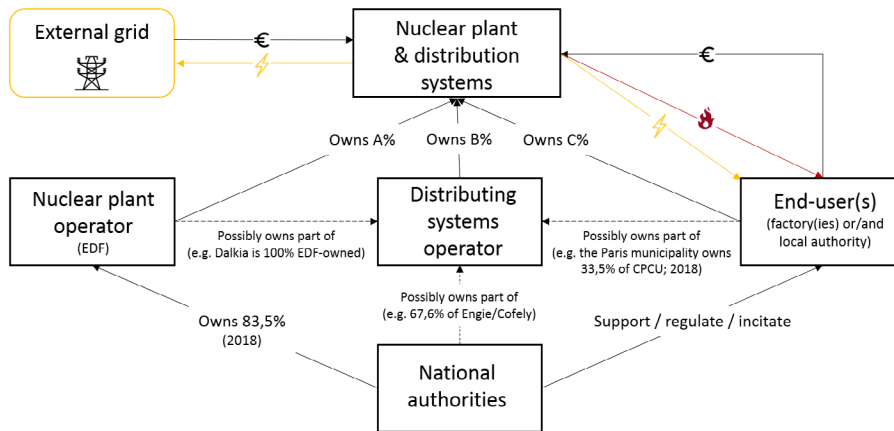 External grid
€
Nuclear plant
& distribution
systems
€
Owns A%
Owns B%
Owns C%
Nuclear plant
operator
(EDF)
Possibly owns part of
(e.g. Dalkia is 100% EDF-owned)
Distributing
systems
operator
Possibly owns part of
(e.g. the Paris municipality owns
33,5% of CPCU; 2018)
End-user(s)
(factory(ies) or/and
local authority)
Owns 83,5%
(2018)
Possibly owns part of
(e.g. 67,6% of Engie/Cofely)
Support / regulate / incitate
National
authorities